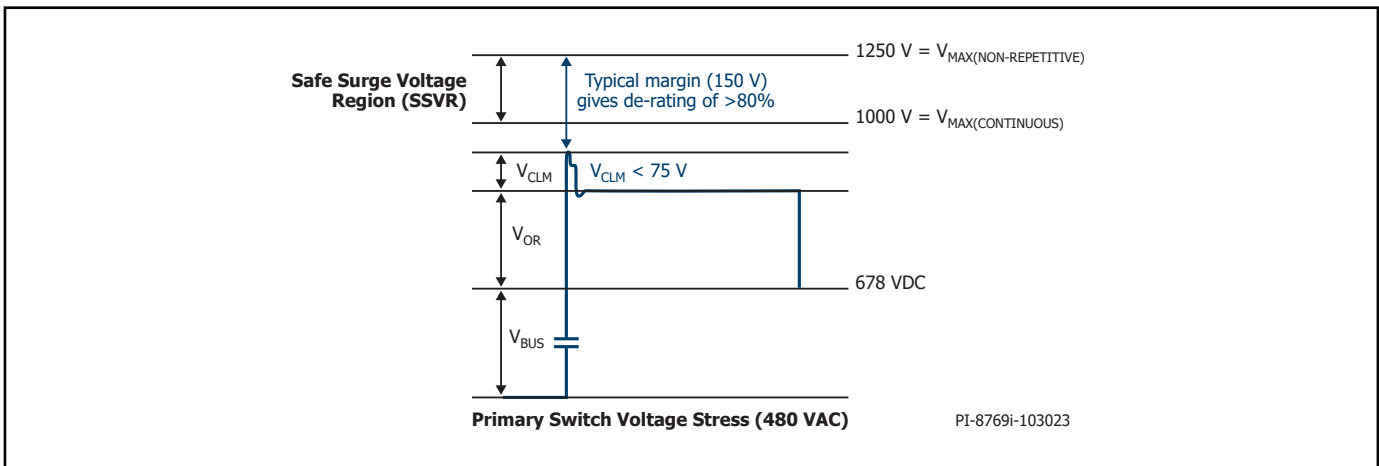 1250 V = VMAX(NON-REPETITIVE)
Safe Surge Voltage
Region (SSVR)
Typical margin (150 V)
gives de-rating of >80%
1000 V = VMAX(CONTINUOUS)
VCLM
VCLM < 75 V
VOR
678 VDC
VBUS
Primary Switch Voltage Stress (480 VAC)
PI-8769i-103023